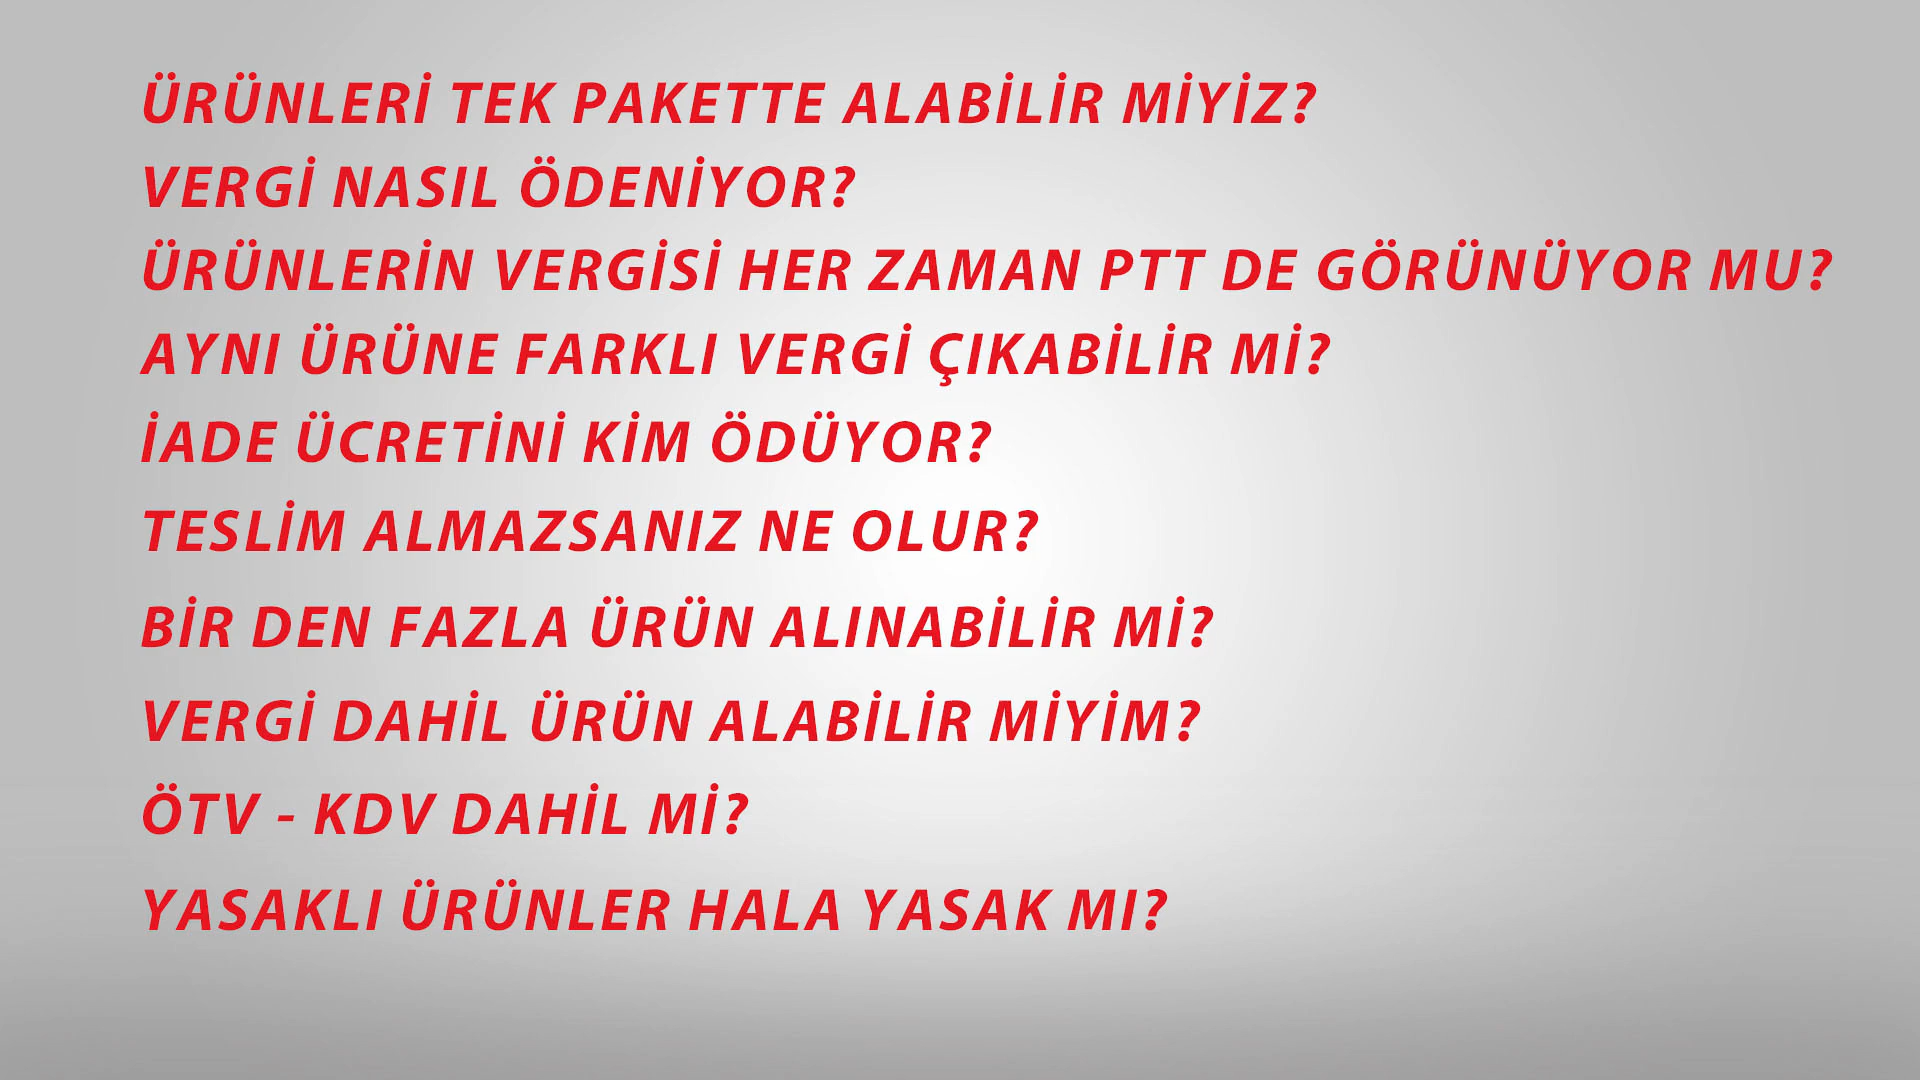 ÜRÜNLERİ TEK PAKETTE ALABİLİR MİYİZ?
VERGİ NASIL ÖDENİYOR?
ÜRÜNLERİN VERGİSİ HER ZAMAN PTT DE GÖRÜNÜYOR MU?
AYNI ÜRÜNE FARKLI VERGİ ÇIKABİLİR Mİ?
İADE ÜCRETİNİ KİM ÖDÜYOR?
TESLİM ALMAZSANIZ NE OLUR?
BİR DEN FAZLA ÜRÜN ALINABİLİR Mİ?
VERGİ DAHİL ÜRÜN ALABİLİR MİYİM?
ÖTV - KDV DAHİL Mİ?
YASAKLI ÜRÜNLER HALA YASAK MI?